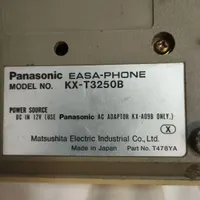 Panasonic EASA-PHONE
MODEL NO. KX-T3250B
POWER SOURCE
DC IN 12V (USE Panasonic AC ADAPTOR KX-A09B ONLY.)
X
Matsushita Electric Industrial Co., Ltd.
Made in Japan Part No. T478YA